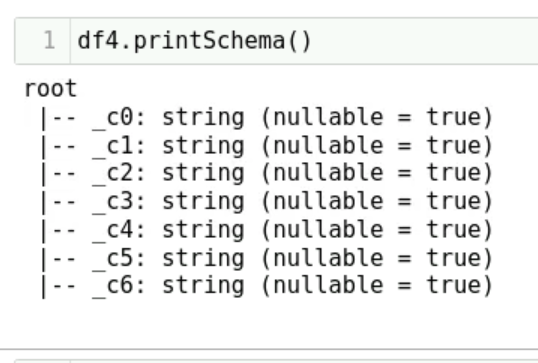 1 df4.printSchema()
root
 |-- _c0: string (nullable = true)
 |-- _c1: string (nullable = true)
 |-- _c2: string (nullable = true)
 |-- _c3: string (nullable = true)
 |-- _c4: string (nullable = true)
 |-- _c5: string (nullable = true)
 |-- _c6: string (nullable = true)